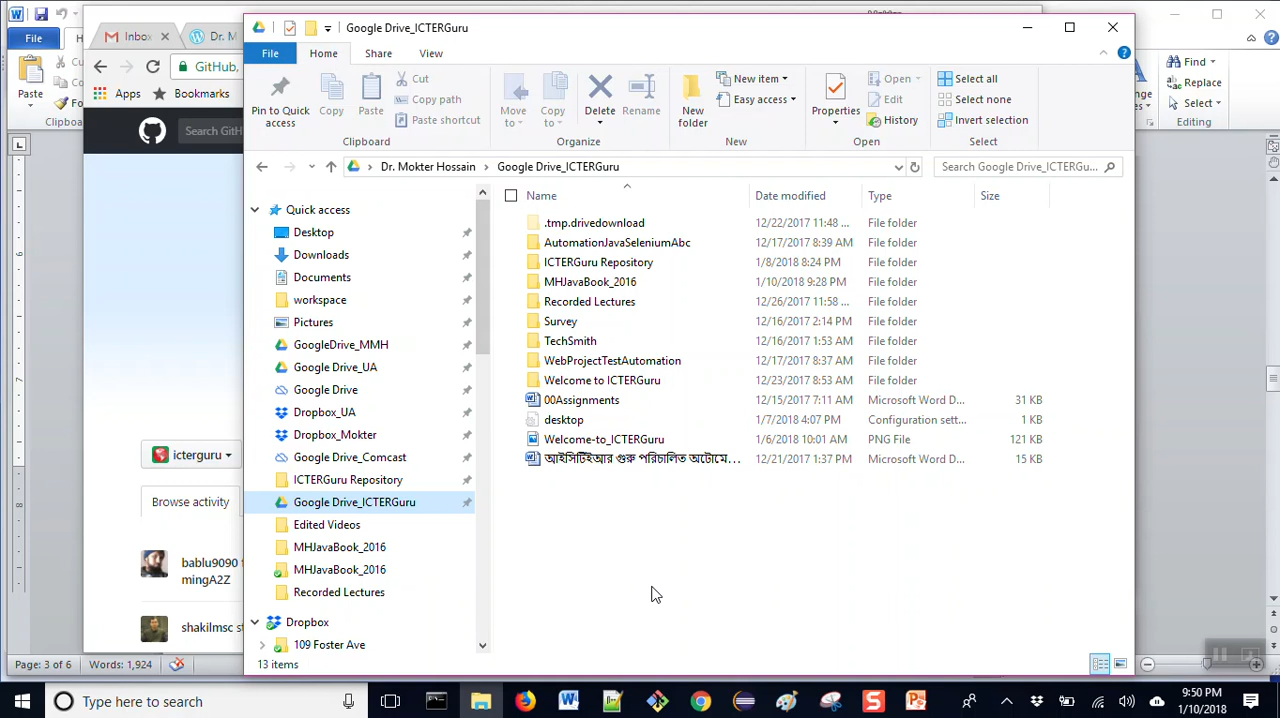 Google Drive_ICTERGuru
File
Inbox
Dr. M
File Home Share View
Paste
Clipboa
GitHub,
Apps Bookmarks
Search GitH
Pin to Quick access
Copy
Paste
Cut
Copy path
Paste shortcut
Clipboard
Move to
Copy to
Delete
Rename
Organize
New folder
New item
Easy access
New
Properties
Open
Edit
History
Open
Select all
Select none
Invert selection
Select
Find
Replace
Select
Editing
Dr. Mokter Hossain > Google Drive_ICTERGuru
Search Google Drive_ICTERGu...
Name Date modified Type Size
Quick access
Desktop
Downloads
Documents
workspace
Pictures
GoogleDrive_MMH
Google Drive_UA
Google Drive
Dropbox_UA
Dropbox_Mokter
Google Drive_Comcast
ICTERGuru Repository
Google Drive_ICTERGuru
Edited Videos
MHJavaBook_2016
MHJavaBook_2016
Recorded Lectures
Dropbox
109 Foster Ave
.tmp.drivedownload 12/22/2017 11:48 ... File folder
AutomationJavaSeleniumAbc 12/17/2017 8:39 AM File folder
ICTERGuru Repository 1/8/2018 8:24 PM File folder
MHJavaBook_2016 1/10/2018 9:28 PM File folder
Recorded Lectures 12/26/2017 11:58 ... File folder
Survey 12/16/2017 2:14 PM File folder
TechSmith 12/16/2017 1:53 AM File folder
WebProjectTestAutomation 12/17/2017 8:37 AM File folder
Welcome to ICTERGuru 12/23/2017 8:53 AM File folder
00Assignments 12/15/2017 7:11 AM Microsoft Word D... 31 KB
desktop 1/7/2018 4:07 PM Configuration sett... 1 KB
Welcome-to_ICTERGuru 1/6/2018 10:01 AM PNG File 121 KB
আইসিটিইআর গুরু পরিচালিত অটোমে... 12/21/2017 1:37 PM Microsoft Word D... 15 KB
icterguru
Browse activity
bablu9090
mingA2Z
shakilmsc st
13 items
Page: 3 of 6 Words: 1,924
Type here to search
9:50 PM
1/10/2018